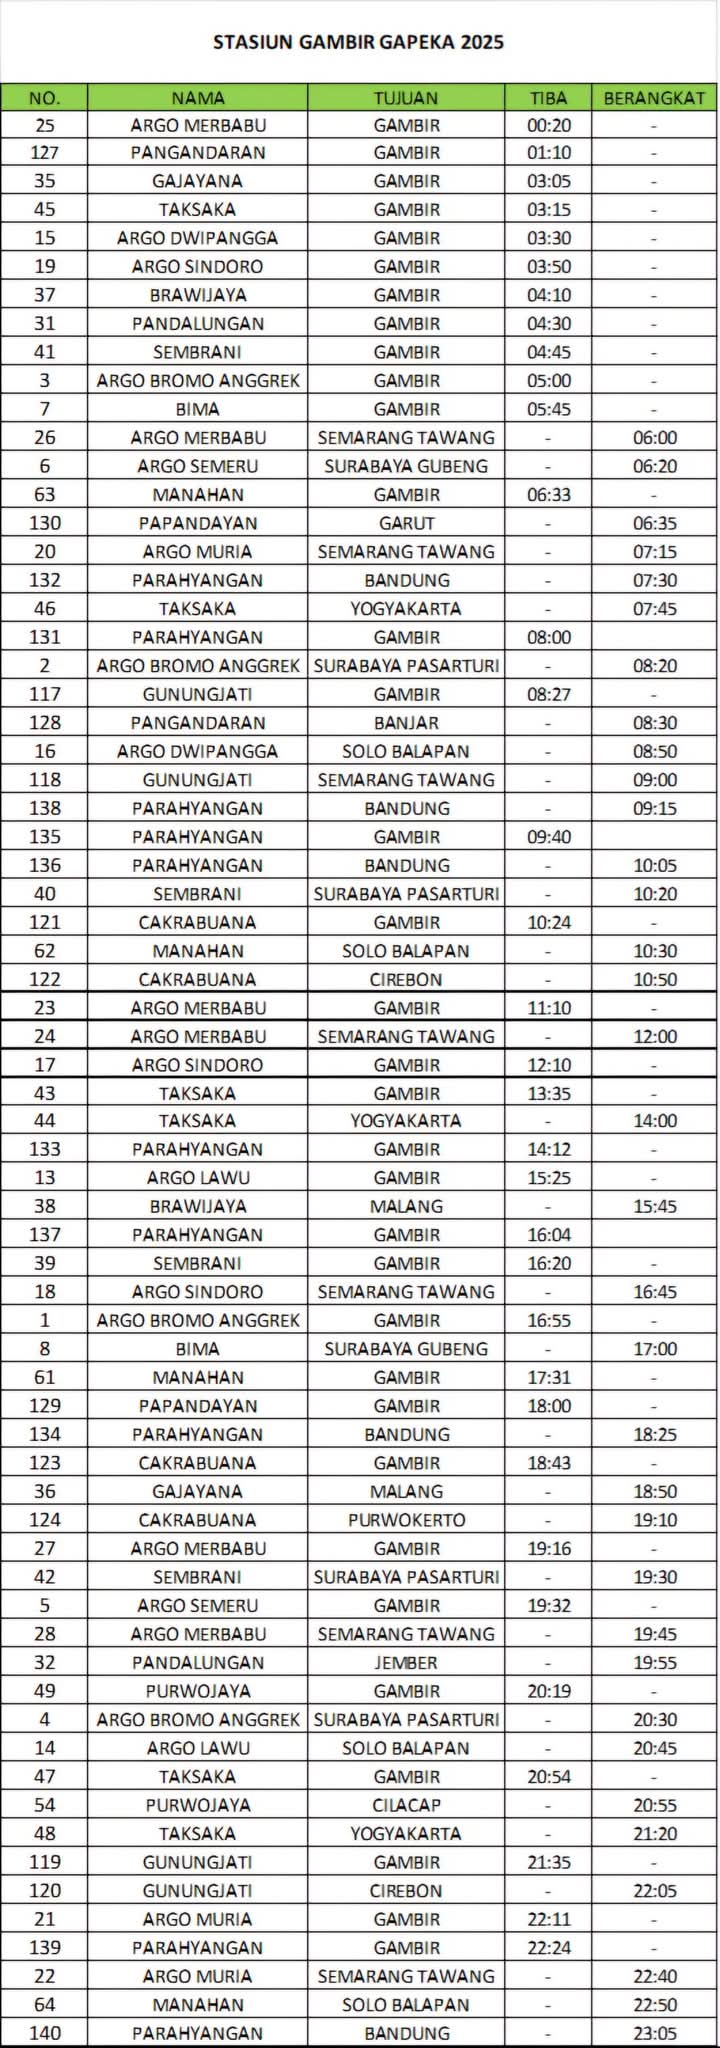 STASIUN GAMBIR GAPEKA 2025
NO. NAMA TUJUAN TIBA BERANGKAT
25 ARGO MERBABU GAMBIR 00:20 -
127 PANGANDARAN GAMBIR 01:10 -
35 GAJAYANA GAMBIR 03:05 -
45 TAKSAKA GAMBIR 03:15 -
15 ARGO DWIPANGGA GAMBIR 03:30 -
19 ARGO SINDORO GAMBIR 03:50 -
37 BRAWIJAYA GAMBIR 04:10 -
31 PANDALUNGAN GAMBIR 04:30 -
41 SEMBRANI GAMBIR 04:45 -
3 ARGO BROMO ANGGREK GAMBIR 05:00 -
7 BIMA GAMBIR 05:45 -
26 ARGO MERBABU SEMARANG TAWANG - 06:00
6 ARGO SEMERU SURABAYA GUBENG - 06:20
63 MANAHAN GAMBIR 06:33 -
130 PAPANDAYAN GARUT - 06:35
20 ARGO MURIA SEMARANG TAWANG - 07:15
132 PARAHYANGAN BANDUNG - 07:30
46 TAKSAKA YOGYAKARTA - 07:45
131 PARAHYANGAN GAMBIR 08:00
2 ARGO BROMO ANGGREK SURABAYA PASARTURI - 08:20
117 GUNUNGJATI GAMBIR 08:27 -
128 PANGANDARAN BANJAR - 08:30
16 ARGO DWIPANGGA SOLO BALAPAN - 08:50
118 GUNUNGJATI SEMARANG TAWANG - 09:00
138 PARAHYANGAN BANDUNG - 09:15
135 PARAHYANGAN GAMBIR 09:40
136 PARAHYANGAN BANDUNG - 10:05
40 SEMBRANI SURABAYA PASARTURI - 10:20
121 CAKRABUANA GAMBIR 10:24 -
62 MANAHAN SOLO BALAPAN - 10:30
122 CAKRABUANA CIREBON - 10:50
23 ARGO MERBABU GAMBIR 11:10 -
24 ARGO MERBABU SEMARANG TAWANG - 12:00
17 ARGO SINDORO GAMBIR 12:10 -
43 TAKSAKA GAMBIR 13:35 -
44 TAKSAKA YOGYAKARTA - 14:00
133 PARAHYANGAN GAMBIR 14:12 -
13 ARGO LAWU GAMBIR 15:25 -
38 BRAWIJAYA MALANG - 15:45
137 PARAHYANGAN GAMBIR 16:04
39 SEMBRANI GAMBIR 16:20 -
18 ARGO SINDORO SEMARANG TAWANG - 16:45
1 ARGO BROMO ANGGREK GAMBIR 16:55 -
8 BIMA SURABAYA GUBENG - 17:00
61 MANAHAN GAMBIR 17:31 -
129 PAPANDAYAN GAMBIR 18:00 -
134 PARAHYANGAN BANDUNG - 18:25
123 CAKRABUANA GAMBIR 18:43 -
36 GAJAYANA MALANG - 18:50
124 CAKRABUANA PURWOKERTO - 19:10
27 ARGO MERBABU GAMBIR 19:16 -
42 SEMBRANI SURABAYA PASARTURI - 19:30
5 ARGO SEMERU GAMBIR 19:32 -
28 ARGO MERBABU SEMARANG TAWANG - 19:45
32 PANDALUNGAN JEMBER - 19:55
49 PURWOJAYA GAMBIR 20:19 -
4 ARGO BROMO ANGGREK SURABAYA PASARTURI - 20:30
14 ARGO LAWU SOLO BALAPAN - 20:45
47 TAKSAKA GAMBIR 20:54 -
54 PURWOJAYA CILACAP - 20:55
48 TAKSAKA YOGYAKARTA - 21:20
119 GUNUNGJATI GAMBIR 21:35 -
120 GUNUNGJATI CIREBON - 22:05
21 ARGO MURIA GAMBIR 22:11 -
139 PARAHYANGAN GAMBIR 22:24 -
22 ARGO MURIA SEMARANG TAWANG - 22:40
64 MANAHAN SOLO BALAPAN - 22:50
140 PARAHYANGAN BANDUNG - 23:05